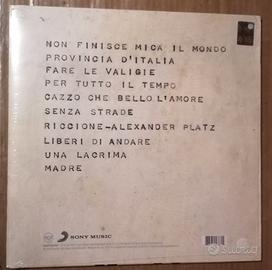 NON FINISCE MICA IL MONDO
PROVINCIA D'ITALIA
FARE LE VALIGIE
PER TUTTO IL TEMPO
CAZZO CHE BELLO L'AMORE
SENZA STRADE
RICCIONE-ALEXANDER PLATZ
LIBERI DI ANDARE
UNA LACRIMA
MADRE
SONY MUSIC
subito